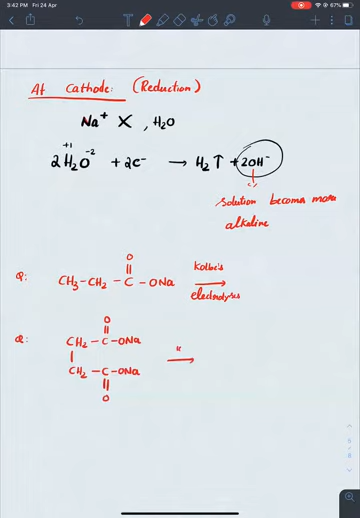 3:42 PM Fri 24 Apr
67%
At Cathode: (Reduction)
Na⁺ X , H₂O
+1 -2
2H₂O + 2e⁻ → H₂↑ + 2OH⁻
solution becomes more
alkaline
Q: CH₃-CH₂-C-ONa Kolbe's
O
electrolysis
Q:
O
CH₂-C-ONa "
CH₂-C-ONa
O